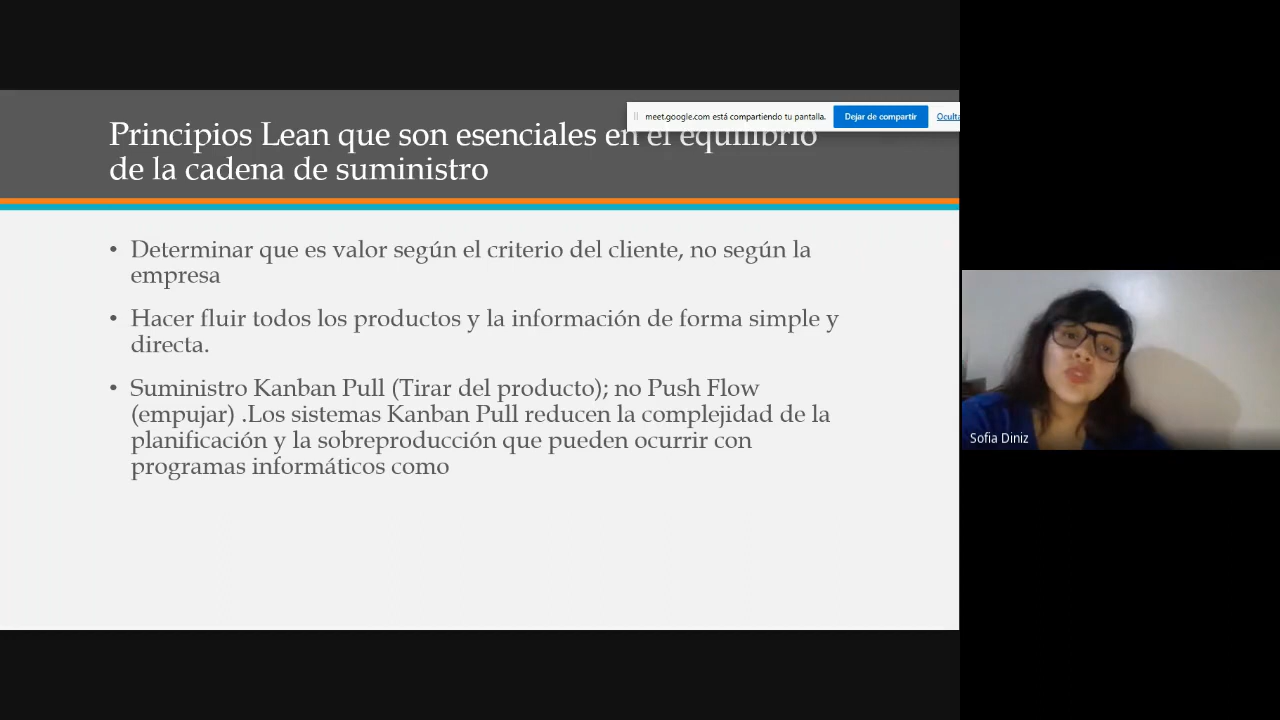 Principios Lean que son esenciales en el equilibrio
de la cadena de suministro
meet.google.com está compartiendo tu pantalla.
Dejar de compartir
• Determinar que es valor según el criterio del cliente, no según la
empresa
• Hacer fluir todos los productos y la información de forma simple y
directa.
• Suministro Kanban Pull (Tirar del producto); no Push Flow
(empujar) .Los sistemas Kanban Pull reducen la complejidad de la
planificación y la sobreproducción que pueden ocurrir con
programas informáticos como
Sofia Diniz